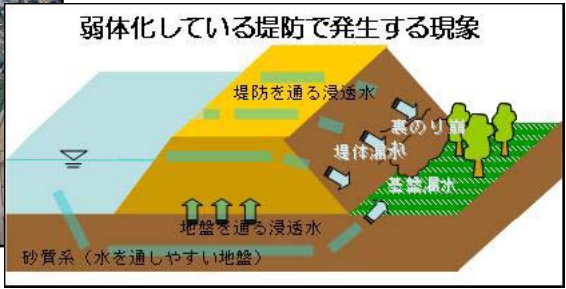 弱体化している堤防で発生する現象
堤防を通る浸透水
裏のり崩れ
堤体漏水
基盤漏水
地盤を通る浸透水
砂質系（水を通しやすい地盤）